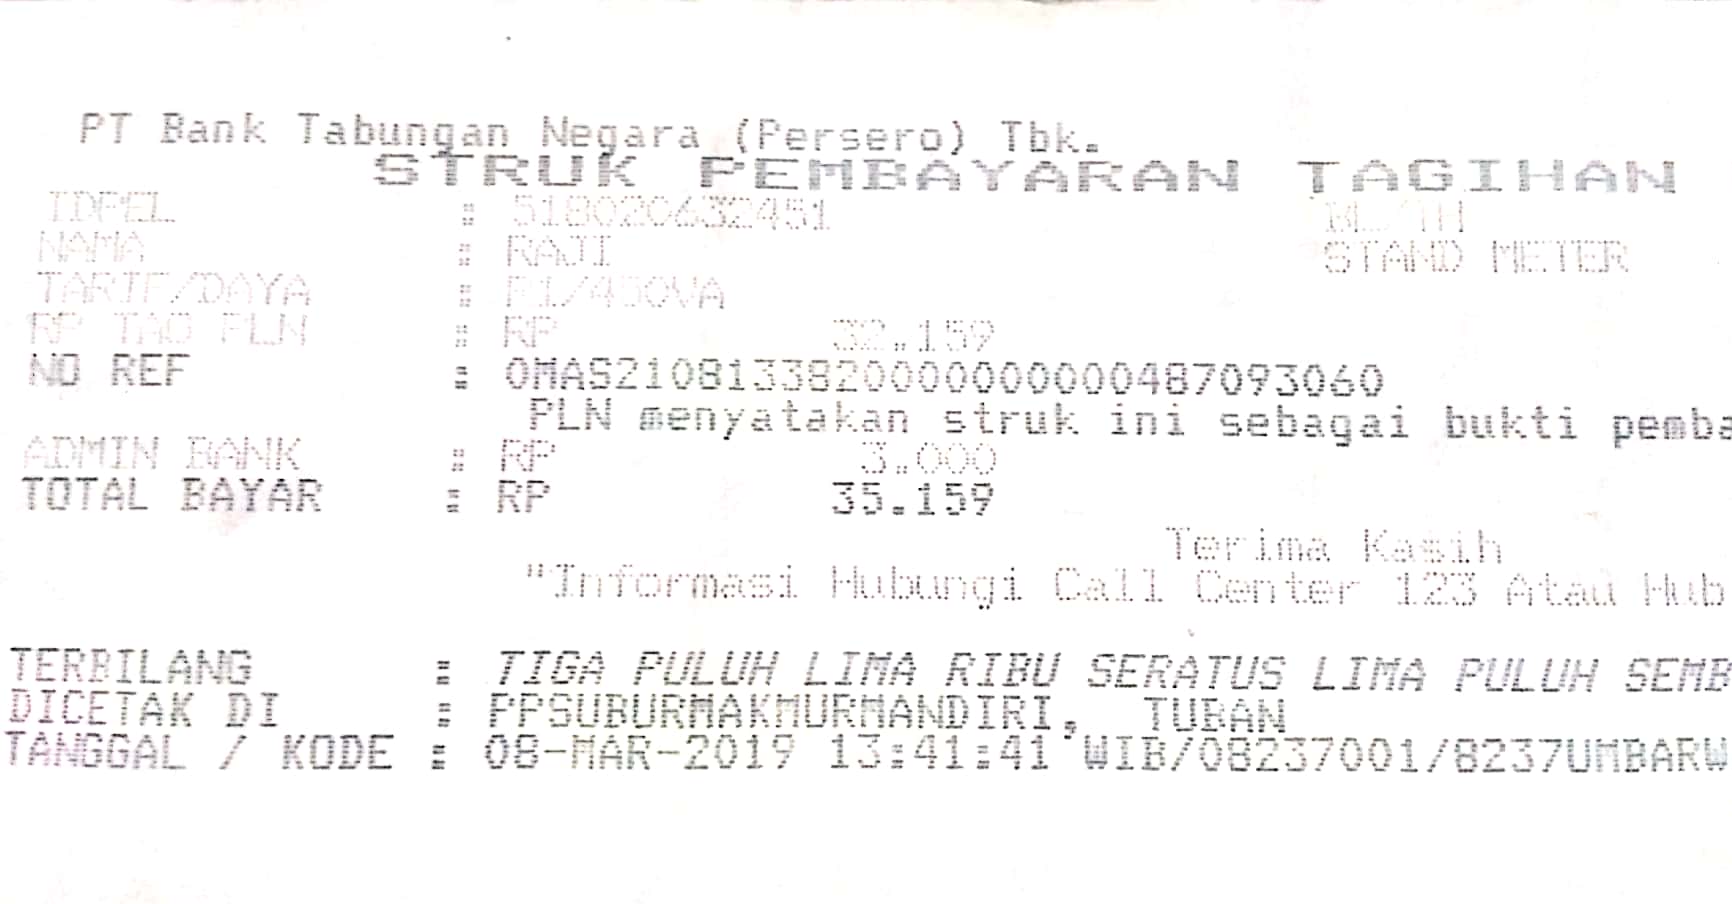 PT Bank Tabungan Negara (Persero) Tbk.
STRUK PEMBAYARAN TAGIHAN
IDPEL : 518020632451 BL/TH
NAMA : RAJI STAND METER
TARIF/DAYA : R1/450VA
RP TAG PLN : RP 32.159
NO REF : 0MAS21081338200000000000487093060
PLN menyatakan struk ini sebagai bukti pemba
ADMIN BANK : RP 3.000
TOTAL BAYAR : RP 35.159
Terima Kasih
"Informasi Hubungi Call Center 123 Atau Hub
TERBILANG : TIGA PULUH LIMA RIBU SERATUS LIMA PULUH SEMB
DICETAK DI : PPSUBURMAKMURMANDIRI, TUBAN
TANGGAL / KODE : 08-MAR-2019 13:41:41 WIB/08237001/8237UMBARW